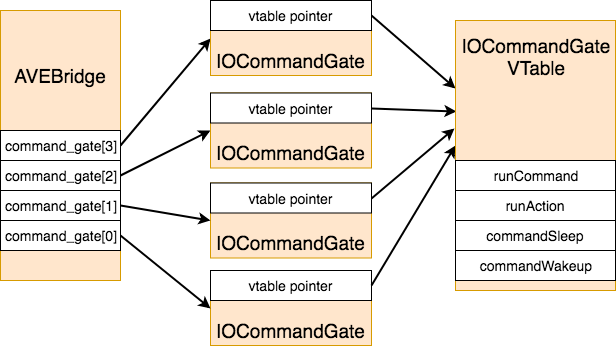 AVEBridge
command_gate[3]
command_gate[2]
command_gate[1]
command_gate[0]
vtable pointer
IOCommandGate
vtable pointer
IOCommandGate
vtable pointer
IOCommandGate
vtable pointer
IOCommandGate
IOCommandGate
VTable
runCommand
runAction
commandSleep
commandWakeup